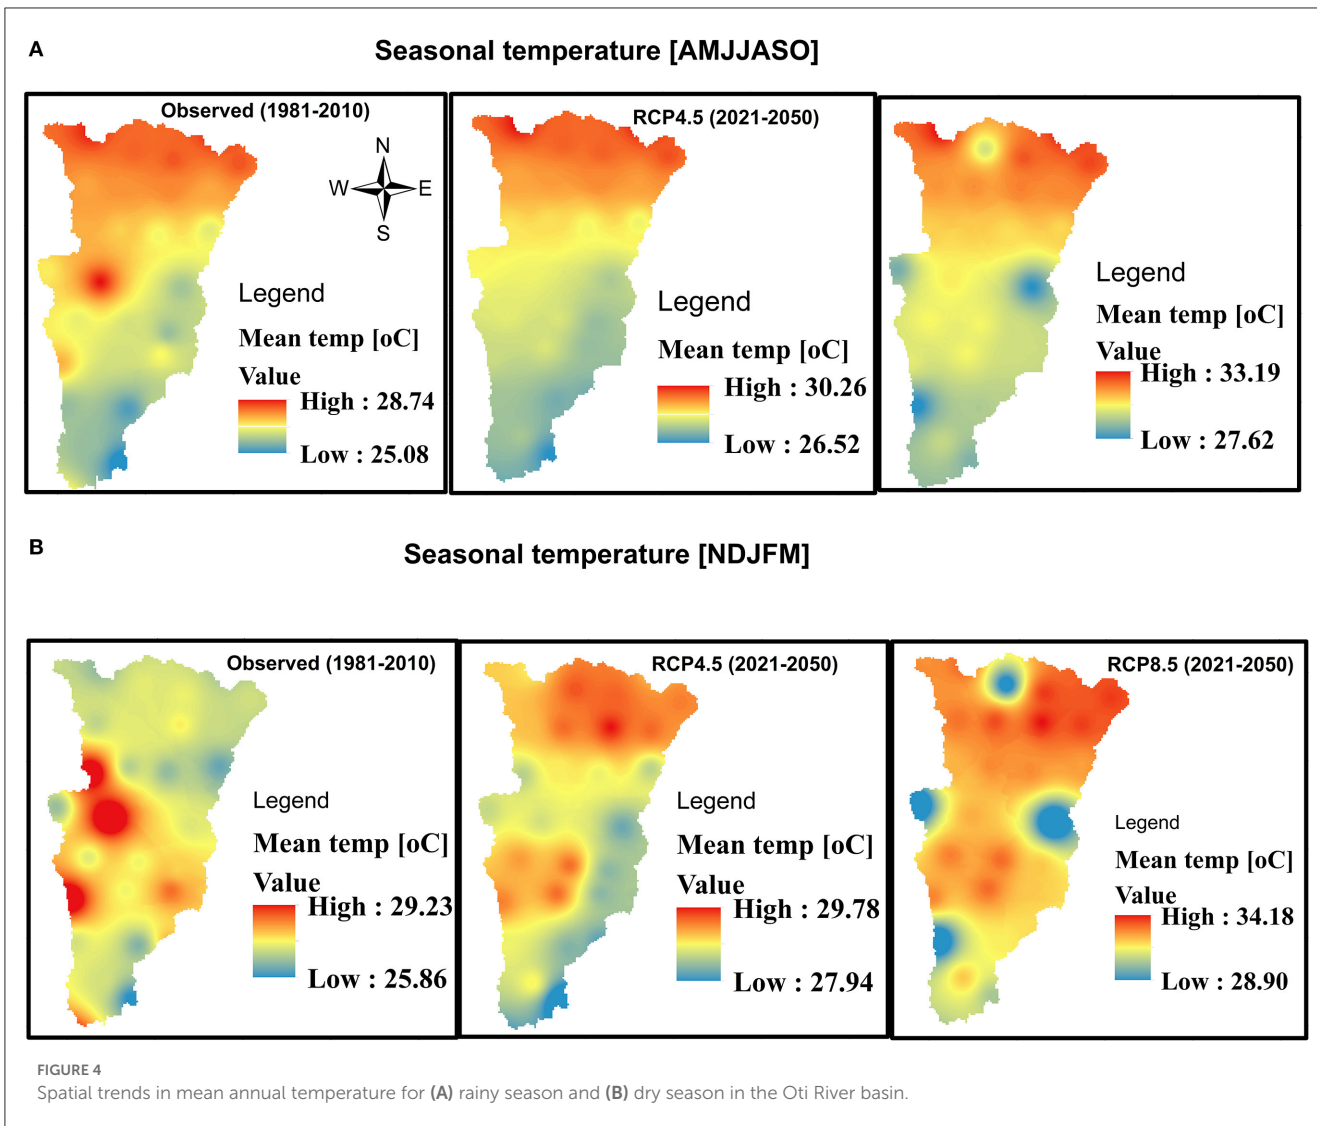 A
Seasonal temperature [AMJJASO]
Observed (1981-2010)
N
W E
S
Legend
Mean temp [oC]
Value
High : 28.74
Low : 25.08
RCP4.5 (2021-2050)
Legend
Mean temp [oC]
High : 30.26
Low : 26.52
Legend
Mean temp [oC]
Value
High : 33.19
Low : 27.62
B
Seasonal temperature [NDJFM]
Observed (1981-2010)
Legend
Mean temp [oC]
Value
High : 29.23
Low : 25.86
RCP4.5 (2021-2050)
Legend
Mean temp [oC]
Value
High : 29.78
Low : 27.94
RCP8.5 (2021-2050)
Legend
Mean temp [oC]
Value
High : 34.18
Low : 28.90
FIGURE 4
Spatial trends in mean annual temperature for (A) rainy season and (B) dry season in the Oti River basin.